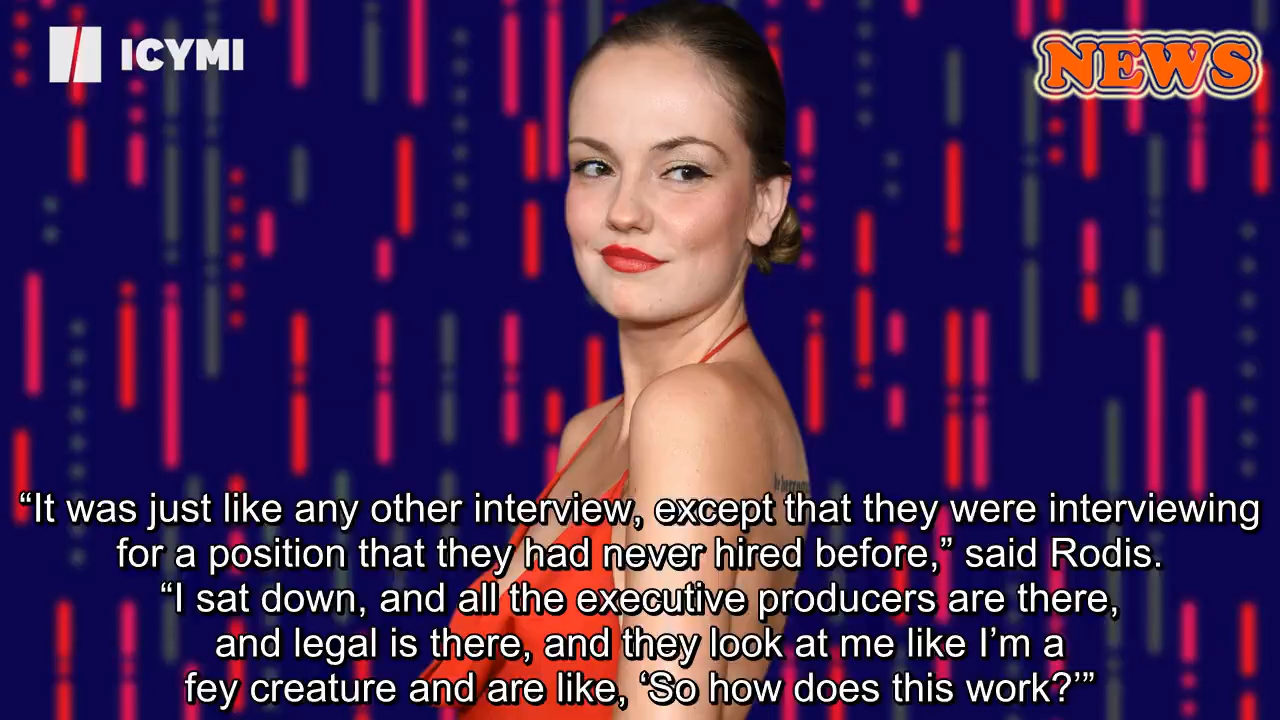 ICYMI
NEWS
“It was just like any other interview, except that they were interviewing
for a position that they had never hired before,” said Rodis.
“I sat down, and all the executive producers are there,
and legal is there, and they look at me like I’m a
fey creature and are like, ‘So how does this work?’”